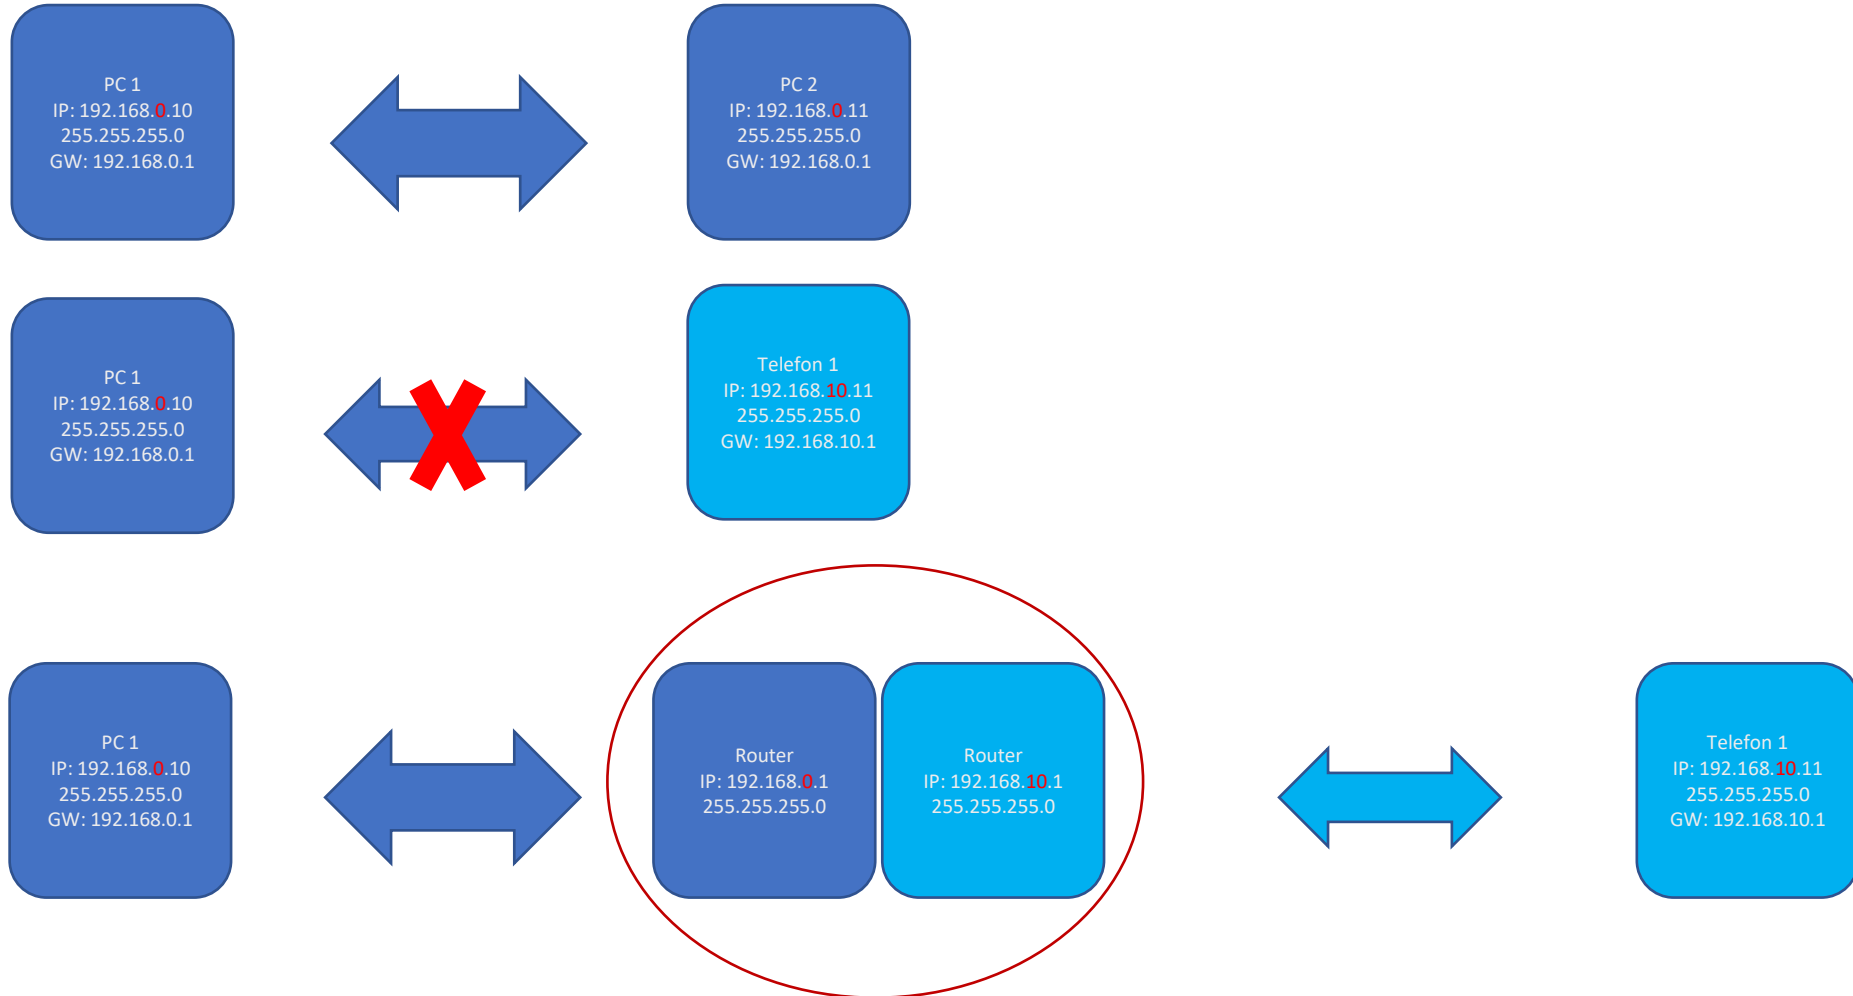 PC 1
IP: 192.168.0.10
255.255.255.0
GW: 192.168.0.1
PC 2
IP: 192.168.0.11
255.255.255.0
GW: 192.168.0.1
PC 1
IP: 192.168.0.10
255.255.255.0
GW: 192.168.0.1
Telefon 1
IP: 192.168.10.11
255.255.255.0
GW: 192.168.10.1
PC 1
IP: 192.168.0.10
255.255.255.0
GW: 192.168.0.1
Router
IP: 192.168.0.1
255.255.255.0
Router
IP: 192.168.10.1
255.255.255.0
Telefon 1
IP: 192.168.10.11
255.255.255.0
GW: 192.168.10.1